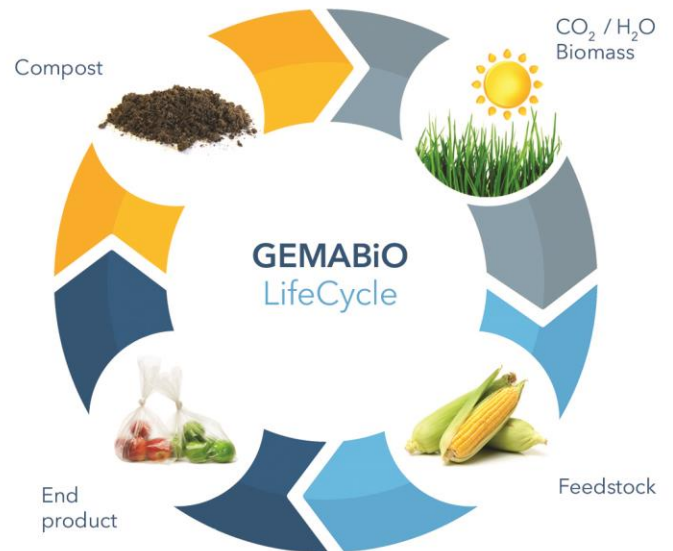 CO₂ / H₂O
Biomass
Compost
GEMABiO
LifeCycle
Feedstock
End
product